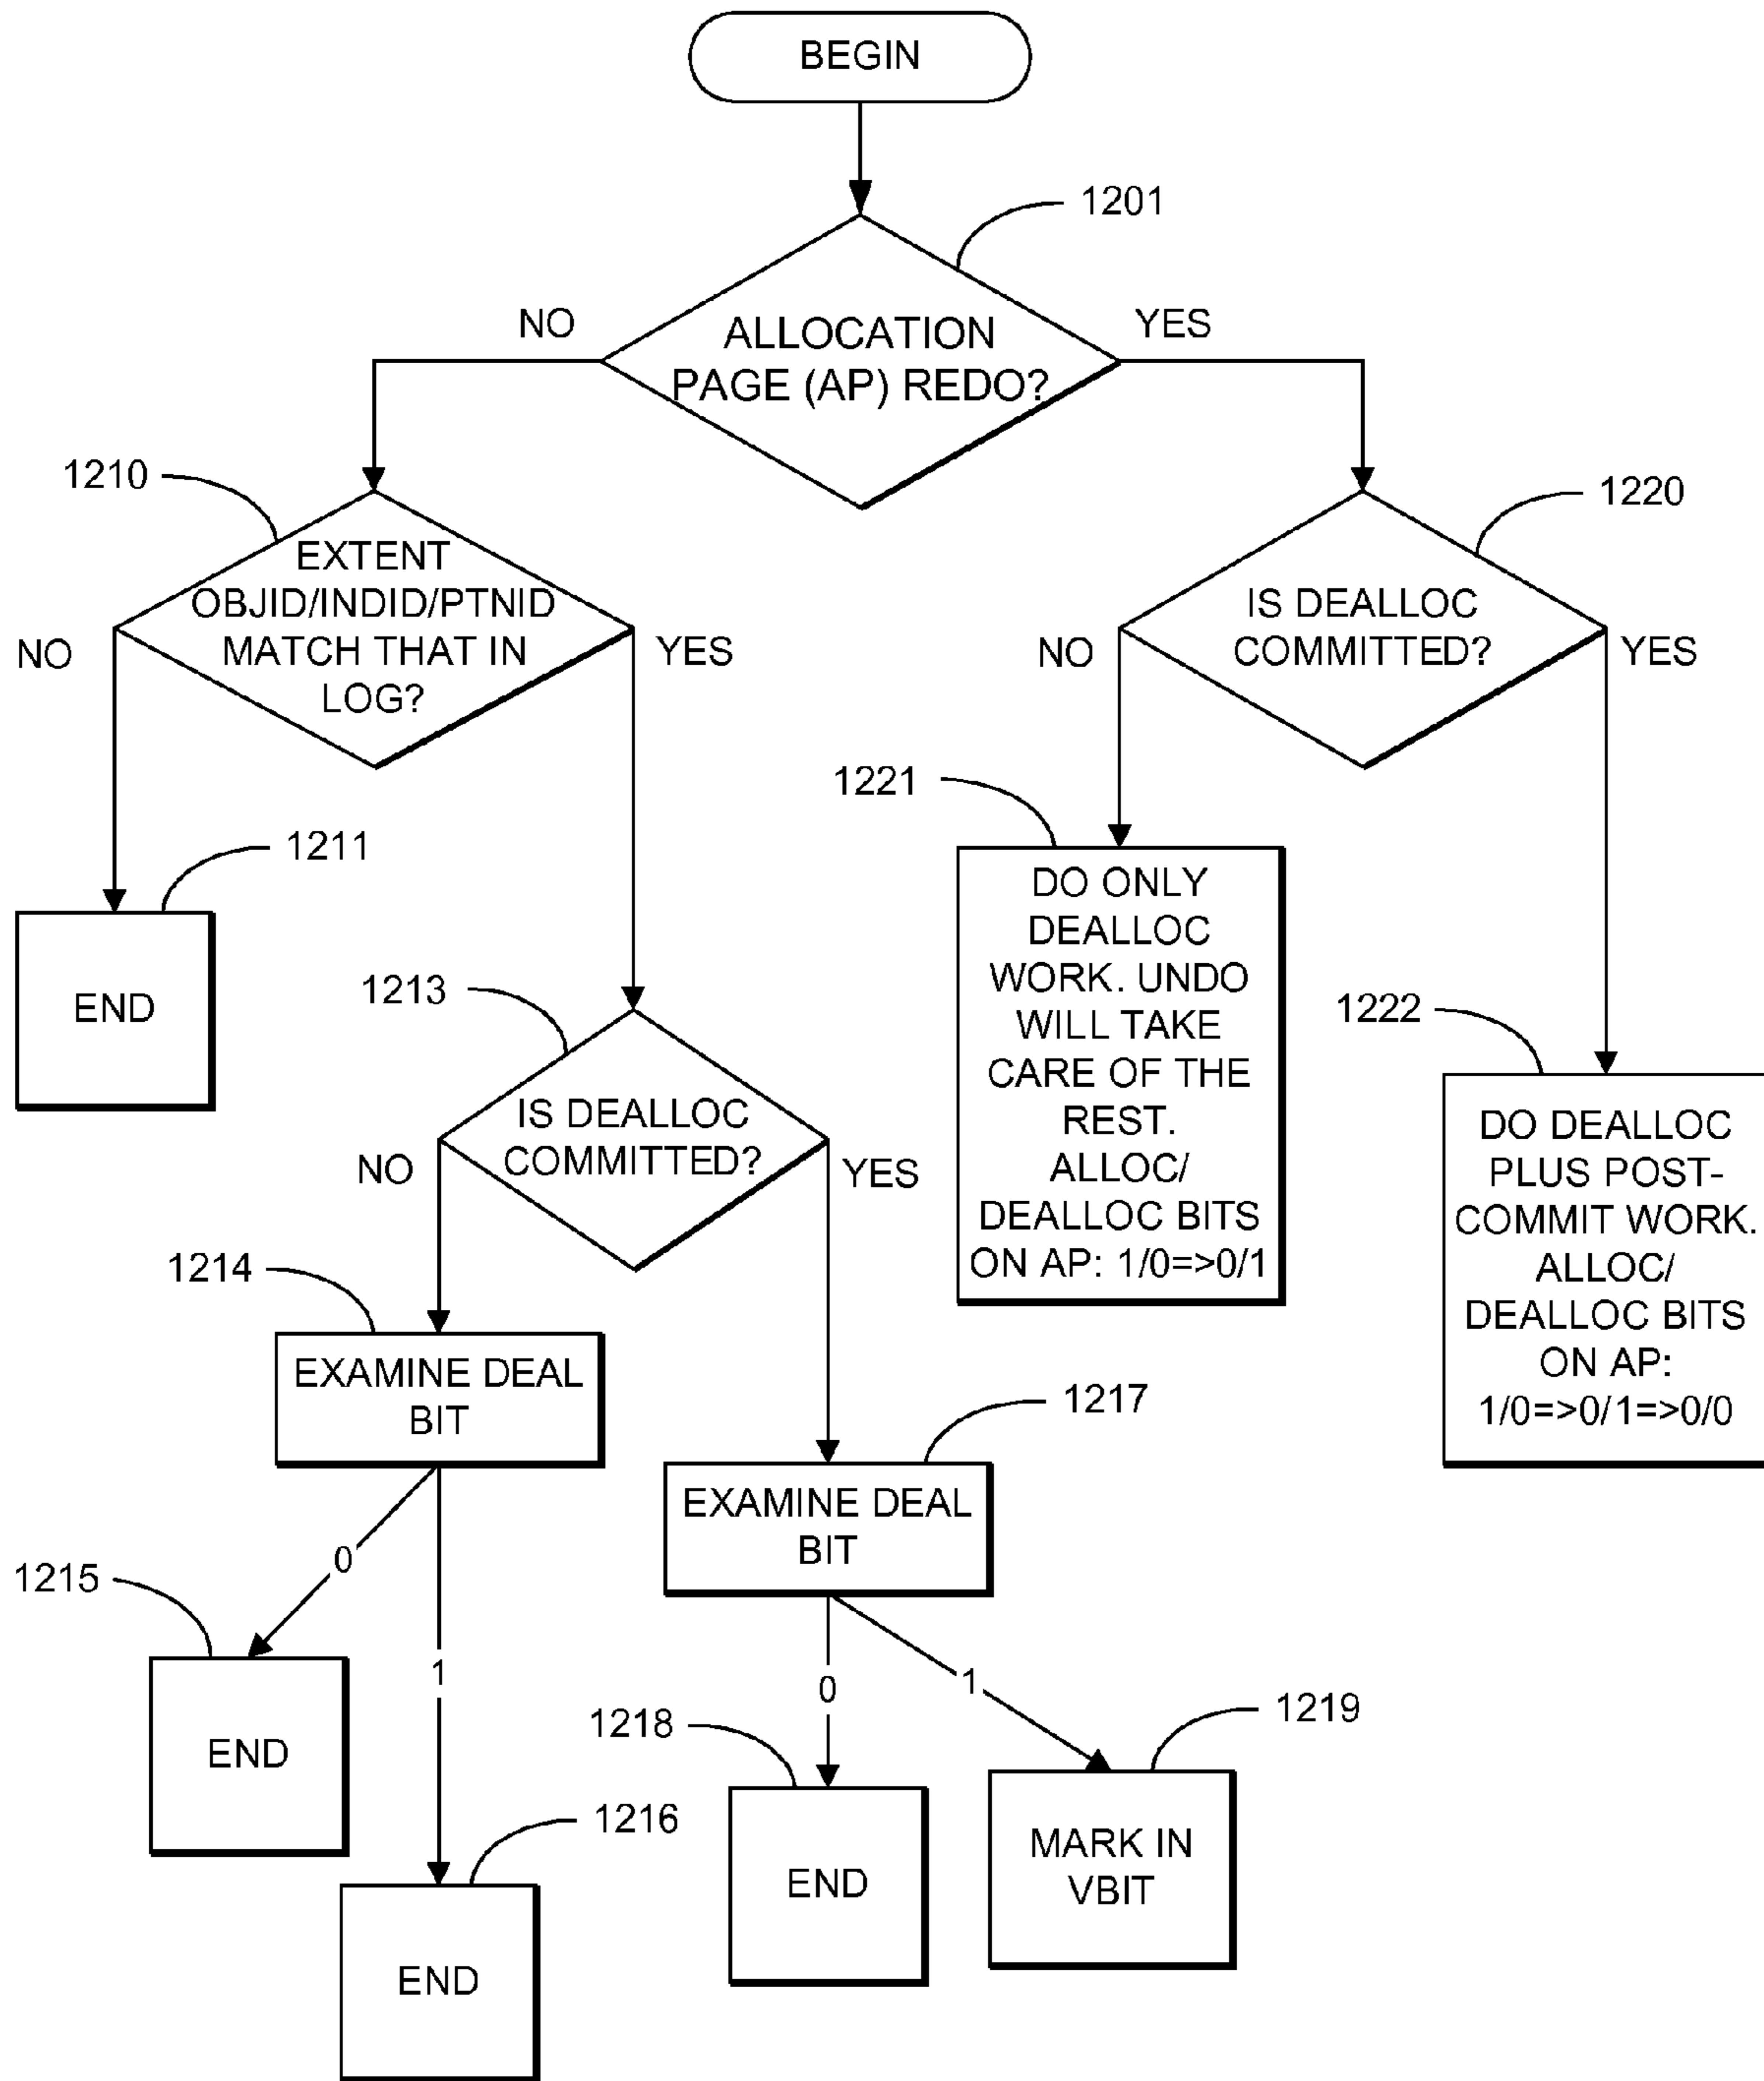 BEGIN
1201
ALLOCATION
PAGE (AP) REDO?
NO
YES
1210
EXTENT
OBJID/INDID/PTNID
MATCH THAT IN
LOG?
NO
YES
1220
IS DEALLOC
COMMITTED?
NO
YES
1211
END
1221
DO ONLY
DEALLOC
WORK. UNDO
WILL TAKE
CARE OF THE
REST.
ALLOC/
DEALLOC BITS
ON AP: 1/0=>0/1
1222
DO DEALLOC
PLUS POST-
COMMIT WORK.
ALLOC/
DEALLOC BITS
ON AP:
1/0=>0/1=>0/0
1213
IS DEALLOC
COMMITTED?
NO
YES
1214
EXAMINE DEAL
BIT
1217
EXAMINE DEAL
BIT
0
1
1215
END
1216
END
0
1
1218
END
1219
MARK IN
VBIT